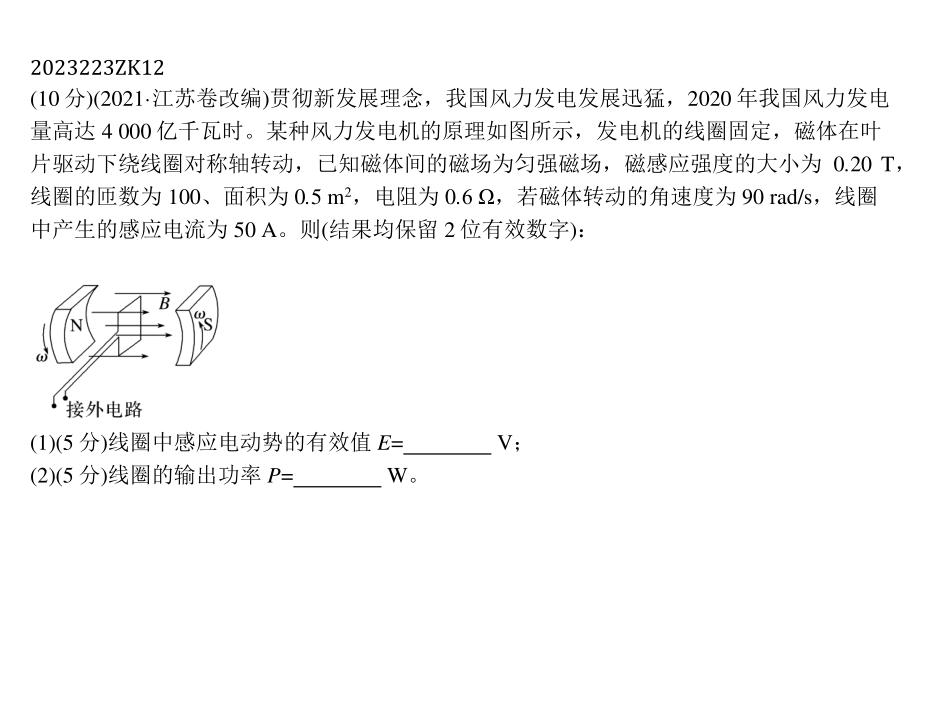 2023223ZK12
(10 分)(2021·江苏卷改编)贯彻新发展理念，我国风力发电发展迅猛，2020 年我国风力发电
量高达 4 000 亿千瓦时。某种风力发电机的原理如图所示，发电机的线圈固定，磁体在叶
片驱动下绕线圈对称轴转动，已知磁体间的磁场为匀强磁场，磁感应强度的大小为 0.20 T，
线圈的匝数为 100、面积为 0.5 m²，电阻为 0.6 Ω，若磁体转动的角速度为 90 rad/s，线圈
中产生的感应电流为 50 A。则(结果均保留 2 位有效数字)：
B
N
ω
S
ω
接外电路
(1)(5 分)线圈中感应电动势的有效值 E=________ V；
(2)(5 分)线圈的输出功率 P=________ W。